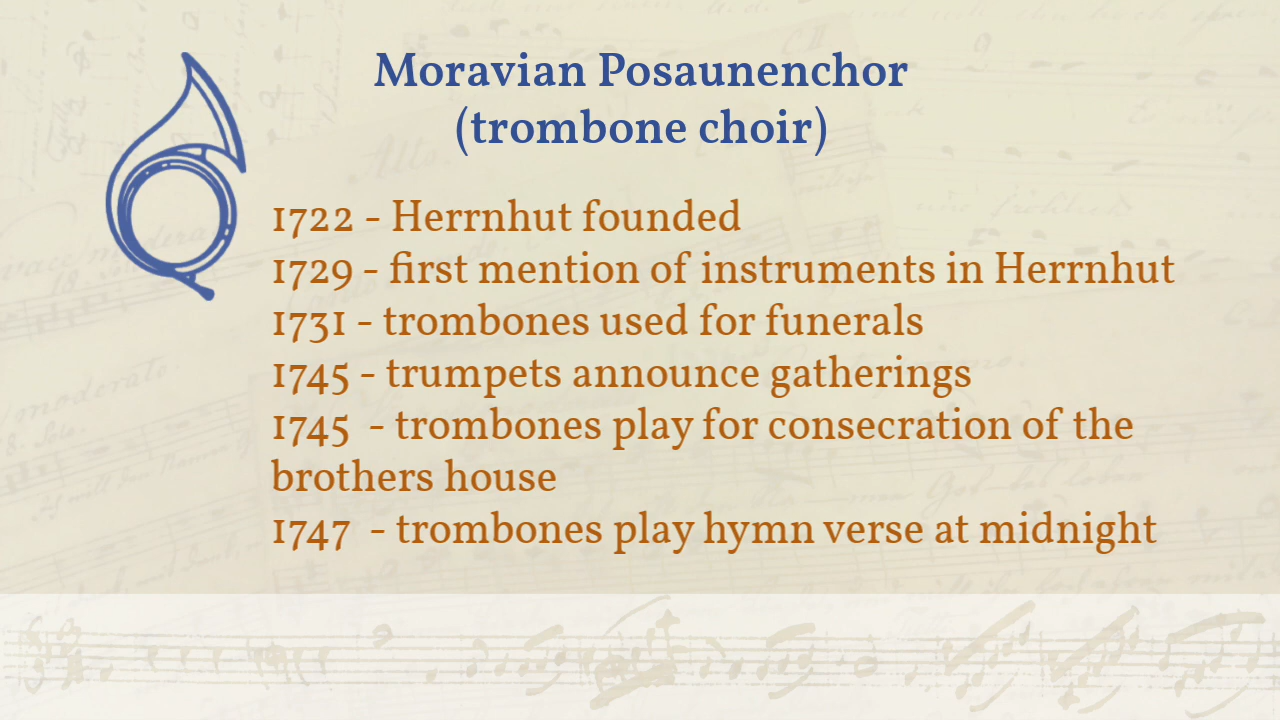 Moravian Posaunenchor
(trombone choir)
1722 - Herrnhut founded
1729 - first mention of instruments in Herrnhut
1731 - trombones used for funerals
1745 - trumpets announce gatherings
1745 - trombones play for consecration of the
brothers house
1747 - trombones play hymn verse at midnight
moderato